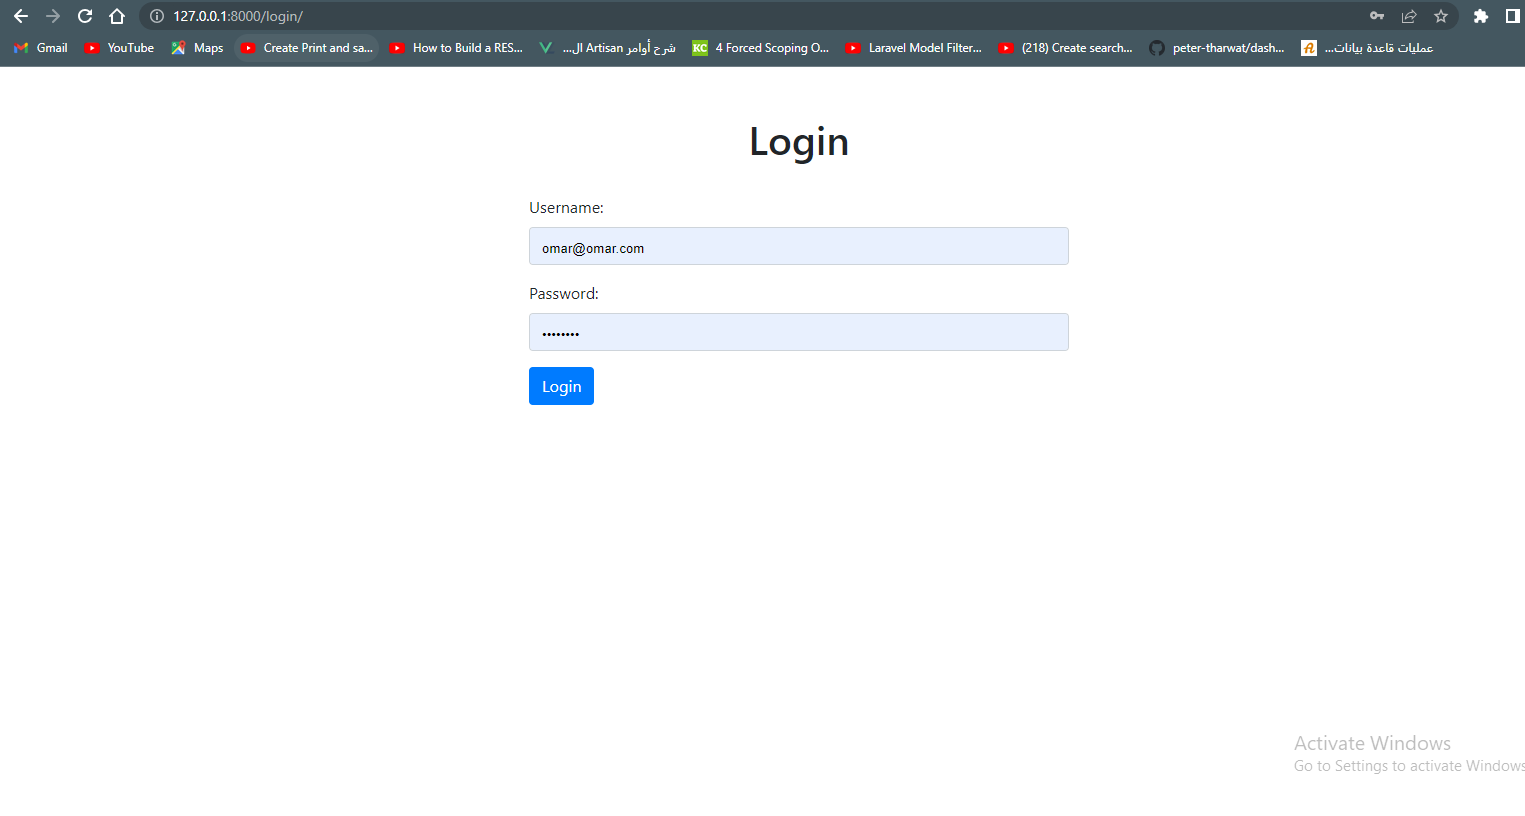 127.0.0.1:8000/login/
Gmail YouTube Maps Create Print and sa... How to Build a RES... شرح أوامر Artisan ال... KC 4 Forced Scoping O... Laravel Model Filter... (218) Create search... peter-tharwat/dash... عمليات قاعدة بيانات...
Login
Username:
omar@omar.com
Password:
••••••••
Login
Activate Windows
Go to Settings to activate Windows